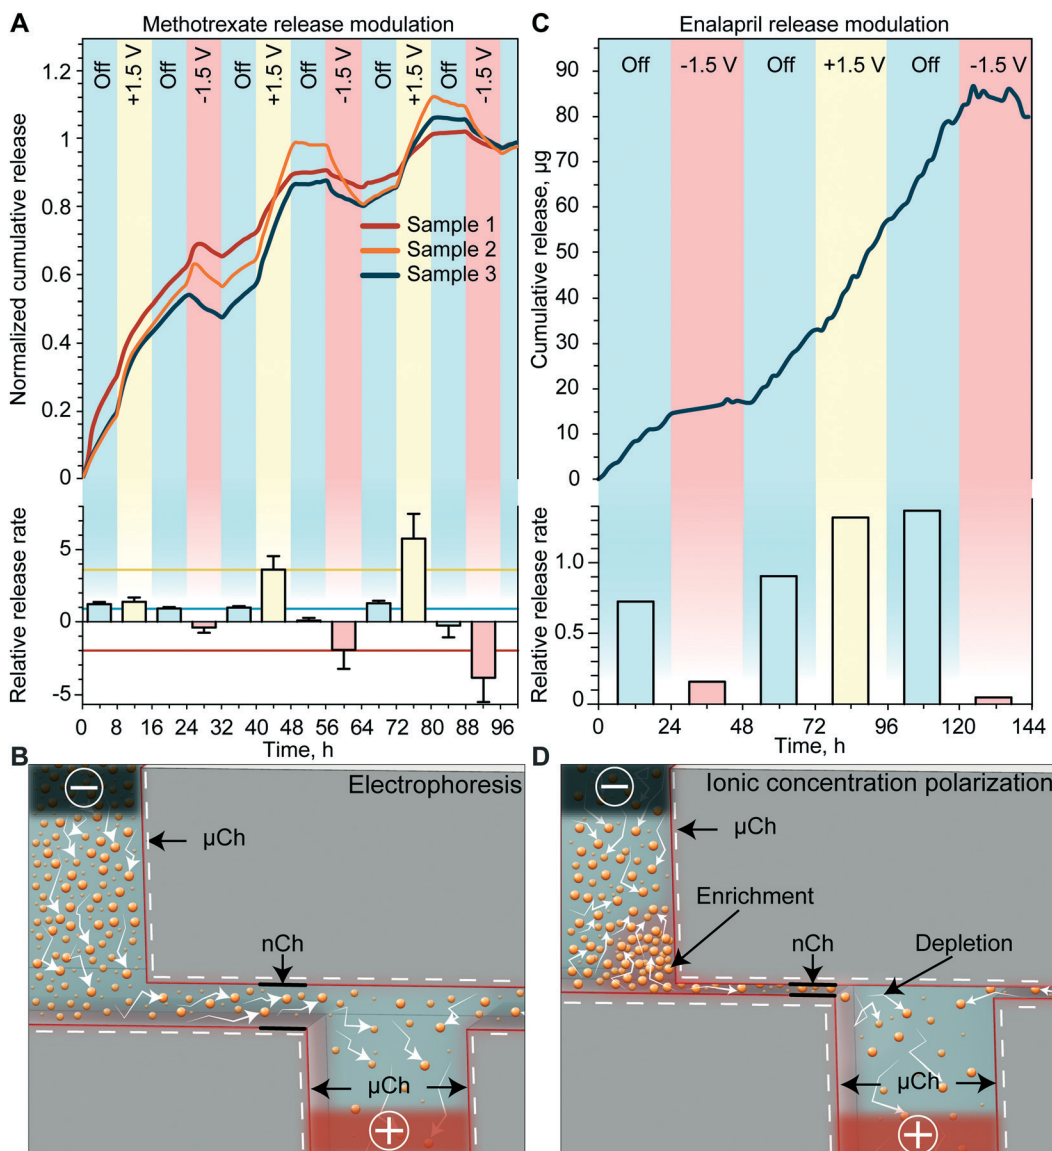 A
Methotrexate release modulation
Off
+1.5 V
Off
-1.5 V
Off
+1.5 V
Off
-1.5 V
Off
+1.5 V
Off
-1.5 V
Normalized cumulative release
1.2
1
0.8
0.6
0.4
0.2
0
Sample 1
Sample 2
Sample 3
Relative release rate
5
0
-5
0 8 16 24 32 40 48 56 64 72 80 88 96
Time, h
C
Enalapril release modulation
Off
-1.5 V
Off
+1.5 V
Off
-1.5 V
Cumulative release, µg
90
80
70
60
50
40
30
20
10
0
Relative release rate
1.0
0.5
0
0 24 48 72 96 120 144
Time, h
B
Electrophoresis
−
µCh
nCh
µCh
+
D
Ionic concentration polarization
−
µCh
Enrichment
nCh
Depletion
µCh
+